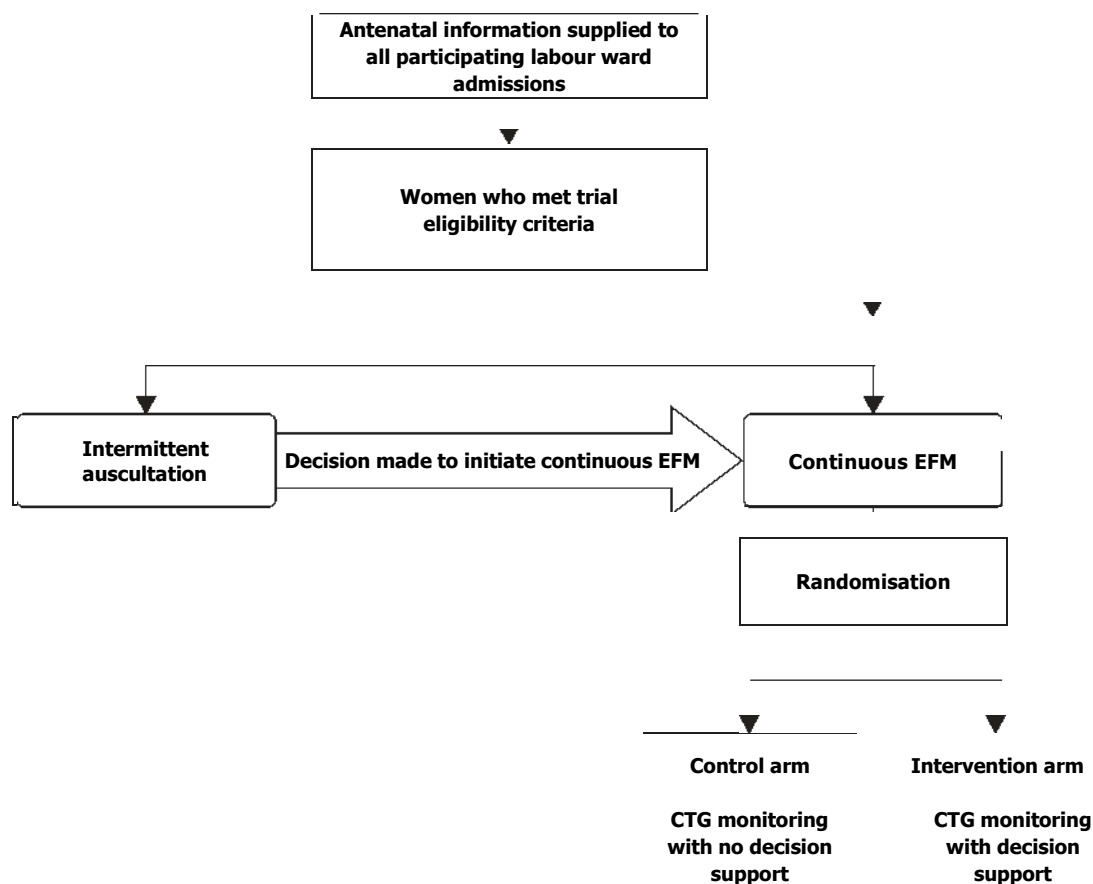 Antenatal information supplied to
all participating labour ward
admissions
Women who met trial
eligibility criteria
Intermittent
auscultation
Decision made to initiate continuous EFM
Continuous EFM
Randomisation
Control arm
CTG monitoring
with no decision
support
Intervention arm
CTG monitoring
with decision
support